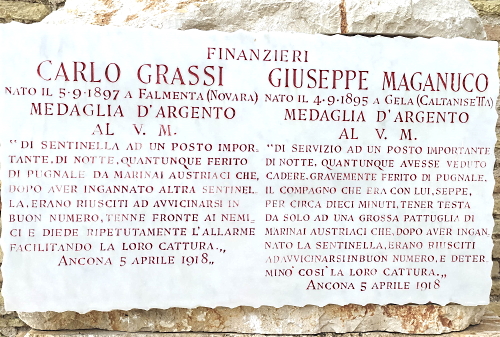 FINANZIERI
CARLO GRASSI
NATO IL 5-9-1897 A FALMENTA (NOVARA)
MEDAGLIA D'ARGENTO
AL V. M.
"DI SENTINELLA AD UN POSTO IMPOR-
TANTE, DI NOTTE, QUANTUNQUE FERITO
DI PUGNALE DA MARINAI AUSTRIACI CHE,
DOPO AVER INGANNATO ALTRA SENTINEL-
LA, ERANO RIUSCITI AD AVVICINARSI IN
BUON NUMERO, TENNE FRONTE AI NEMI-
CI E DIEDE RIPETUTAMENTE L'ALLARME
FACILITANDO LA LORO CATTURA.,,
ANCONA 5 APRILE 1918.,
GIUSEPPE MAGANUCO
NATO IL 4-9-1895 A GELA (CALTANISETTA)
MEDAGLIA D'ARGENTO
AL V. M.
"DI SERVIZIO AD UN POSTO IMPORTANTE
DI NOTTE, QUANTUNQUE AVESSE VEDUTO
CADERE, GRAVEMENTE FERITO DI PUGNALE,
IL COMPAGNO CHE ERA CON LUI, SEPPE,
PER CIRCA DIECI MINUTI, TENER TESTA
DA SOLO AD UNA GROSSA PATTUGLIA DI
MARINAI AUSTRIACI CHE, DOPO AVER INGAN,
NATO LA SENTINELLA, ERANO RIUSCITI
AD AVVICINARSI IN BUON NUMERO, E DETER
MINO' COSI' LA LORO CATTURA.,,
ANCONA 5 APRILE 1918